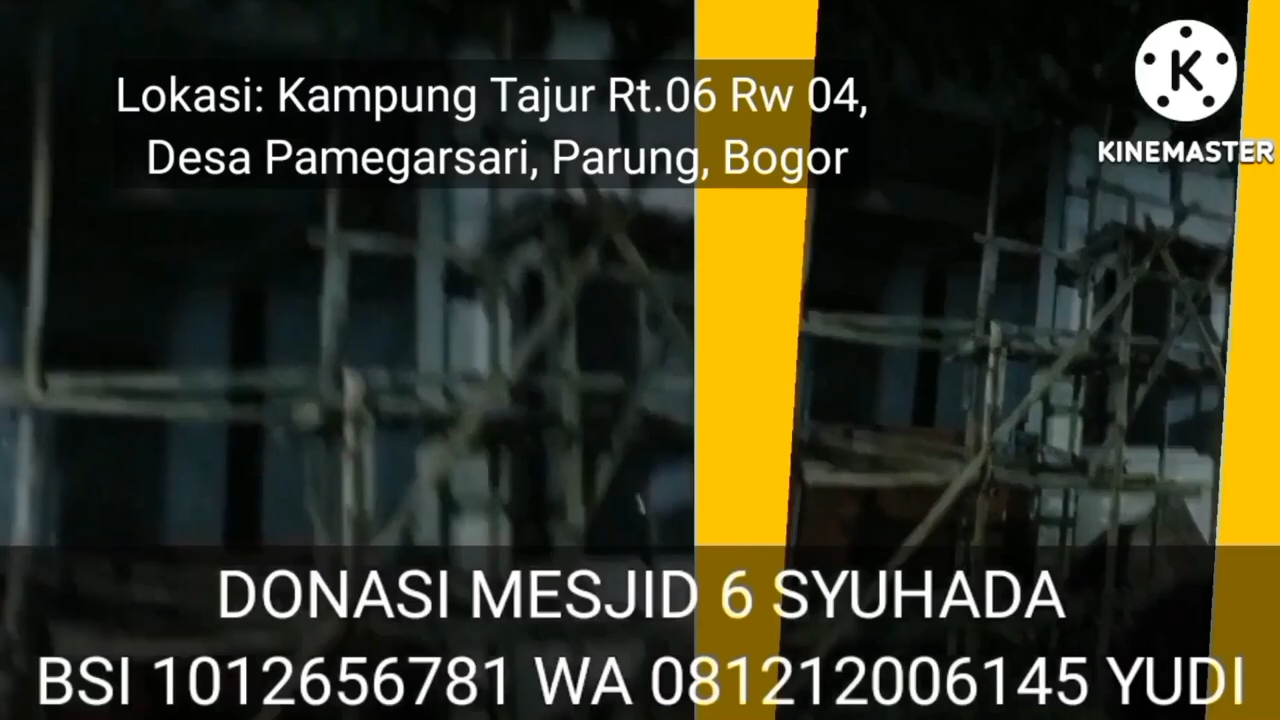 Lokasi: Kampung Tajur Rt.06 Rw 04,
Desa Pamegarsari, Parung, Bogor
K
KINEMASTER
DONASI MESJID 6 SYUHADA
BSI 1012656781 WA 081212006145 YUDI